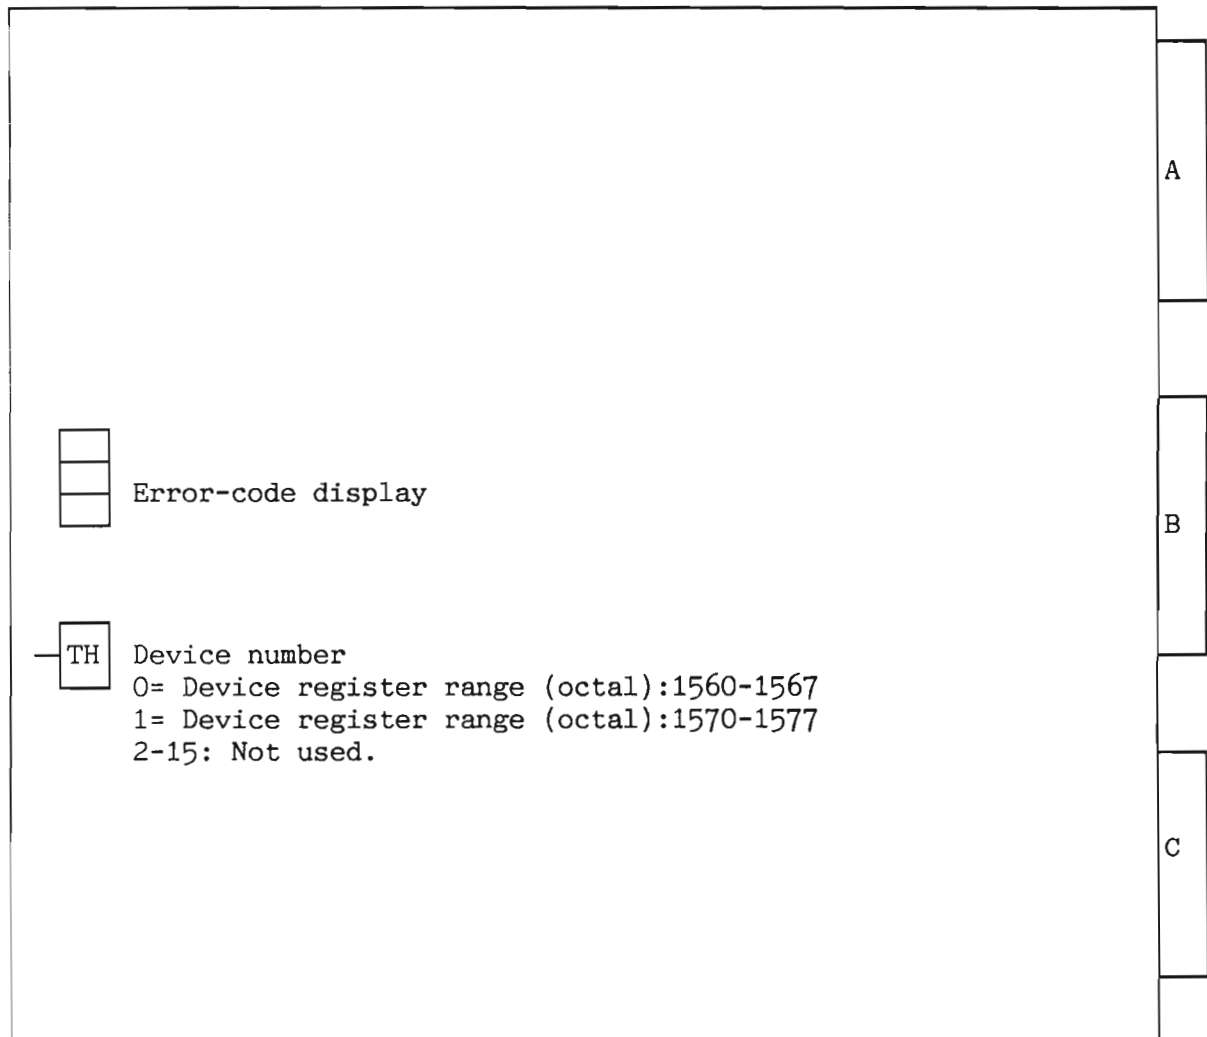 A
Error-code display
B
TH Device number
0= Device register range (octal):1560-1567
1= Device register range (octal):1570-1577
2-15: Not used.
C